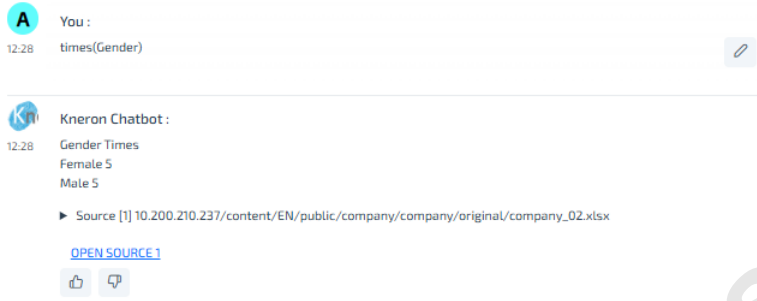 A
You :
12:28
times(Gender)
Kn
Kneron Chatbot :
12:28
Gender Times
Female 5
Male 5
Source [1] 10.200.210.237/content/EN/public/company/company/original/company_02.xlsx
OPEN SOURCE 1